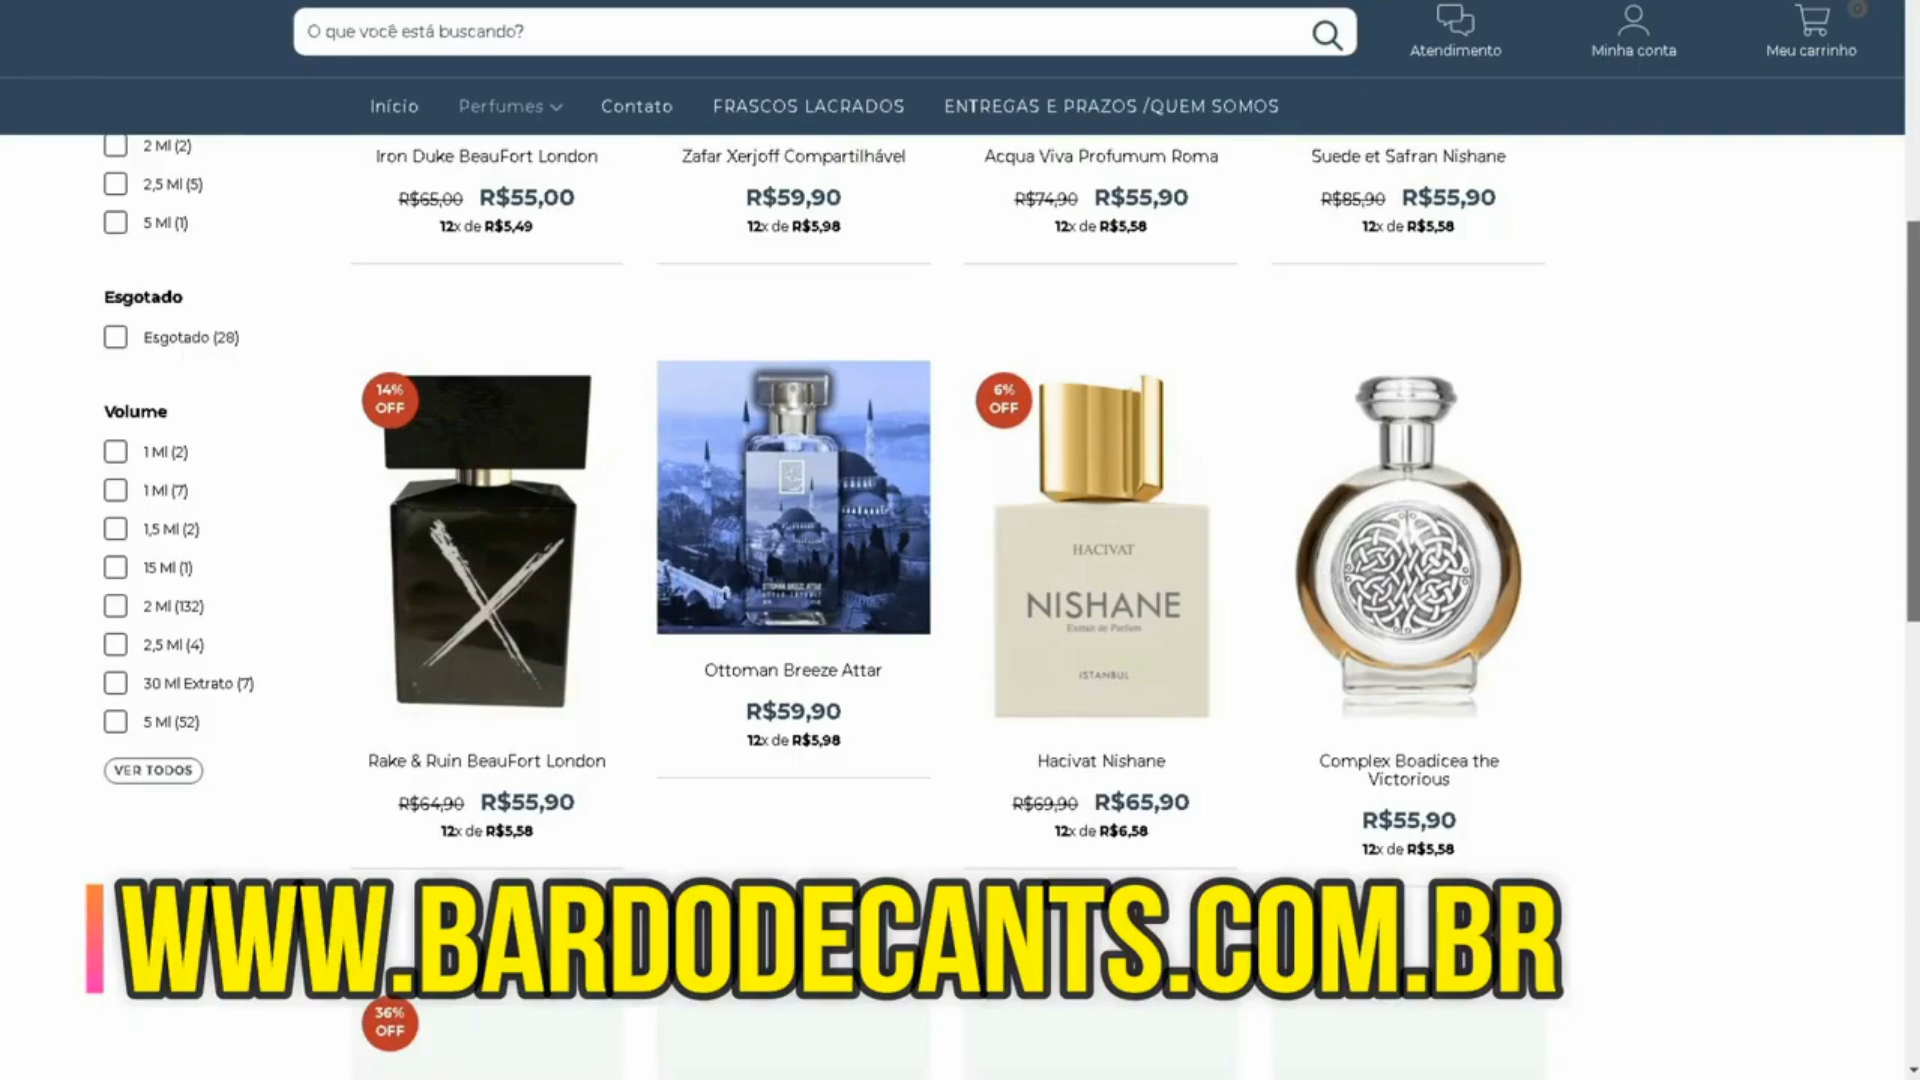 O que você está buscando?
Atendimento
Minha conta
0
Meu carrinho
Início
Perfumes
Contato
FRASCOS LACRADOS
ENTREGAS E PRAZOS /QUEM SOMOS
2 Ml (2)
2,5 Ml (5)
5 Ml (1)
Esgotado
Esgotado (28)
Volume
1 Ml (2)
1 Ml (7)
1,5 Ml (2)
15 Ml (1)
2 Ml (132)
2,5 Ml (4)
30 Ml Extrato (7)
5 Ml (52)
VER TODOS
Iron Duke BeauFort London
R$65,00 R$55,00
12x de R$5,49
Zafar Xerjoff Compartilhável
R$59,90
12x de R$5,98
Acqua Viva Profumum Roma
R$74,90 R$55,90
12x de R$5,58
Suede et Safran Nishane
R$85,90 R$55,90
12x de R$5,58
14%
OFF
Rake & Ruin BeauFort London
R$64,90 R$55,90
12x de R$5,58
OTTOMAN BREEZE ATTAR
Ottoman Breeze Attar
R$59,90
12x de R$5,98
6%
OFF
HACIVAT
NISHANE
Extrait de Parfum
ISTANBUL
Hacivat Nishane
R$69,90 R$65,90
12x de R$6,58
Complex Boadicea the
Victorious
R$55,90
12x de R$5,58
WWW.BARDODECANTS.COM.BR
36%
OFF